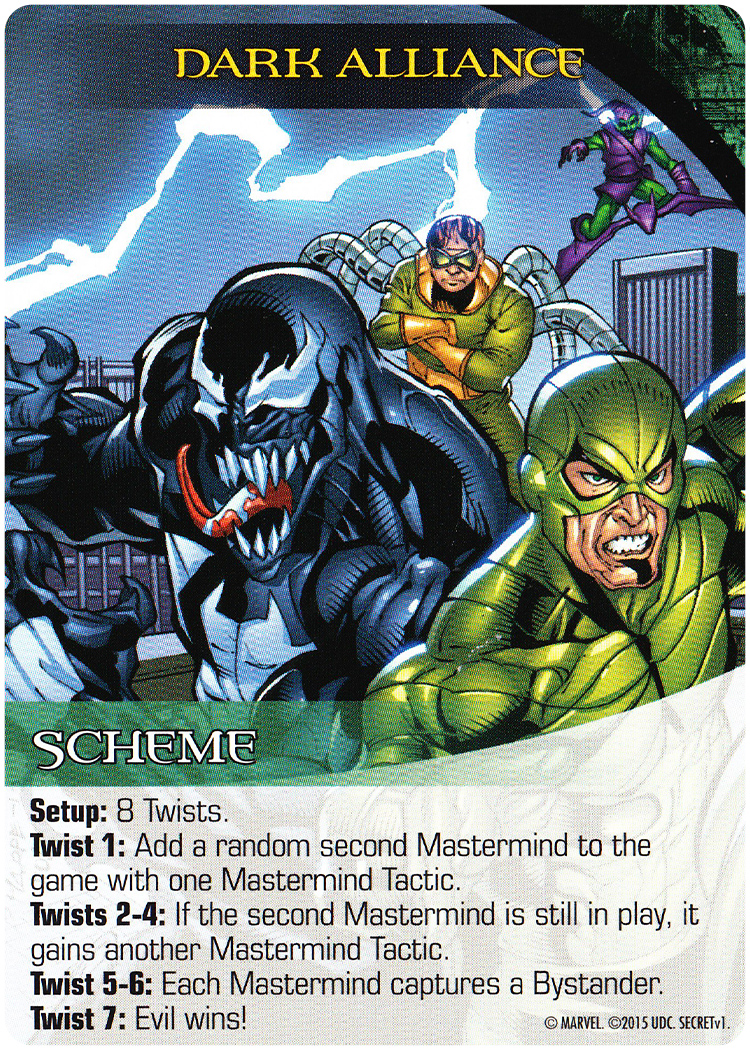 DARK ALLIANCE
SCHEME
Setup: 8 Twists.
Twist 1: Add a random second Mastermind to the
game with one Mastermind Tactic.
Twists 2-4: If the second Mastermind is still in play, it
gains another Mastermind Tactic.
Twist 5-6: Each Mastermind captures a Bystander.
Twist 7: Evil wins!
© MARVEL. ©2015 UDC. SECRETv1.